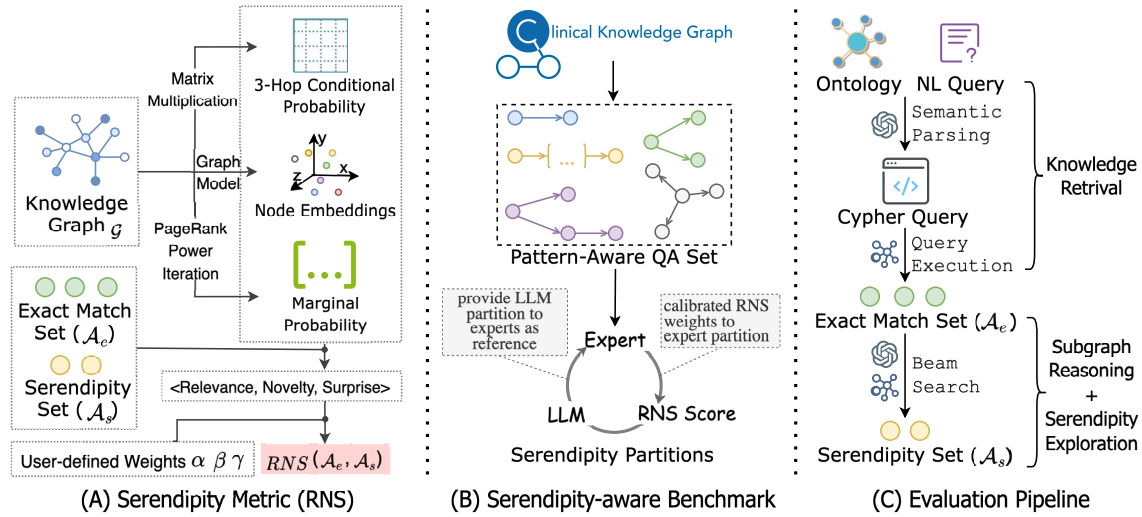 Matrix
Multiplication
3-Hop Conditional
Probability
Graph
Model
y
x
z
Node Embeddings
Knowledge
Graph 𝒢
PageRank
Power
Iteration
[...]
Marginal
Probability
Exact Match
Set (𝒜e)
Serendipity
Set (𝒜s)
<Relevance, Novelty, Surprise>
User-defined Weights α β γ
RNS(𝒜e, 𝒜s)
(A) Serendipity Metric (RNS)
Clinical Knowledge Graph
{...}
Pattern-Aware QA Set
provide LLM
partition to
experts as
reference
calibrated RNS
weights to
expert partition
Expert
LLM
RNS Score
Serendipity Partitions
(B) Serendipity-aware Benchmark
?
Ontology NL Query
Semantic
Parsing
</>
Cypher Query
Query
Execution
Knowledge
Retrival
Exact Match Set (𝒜e)
Beam
Search
Subgraph
Reasoning
+
Serendipity
Exploration
Serendipity Set (𝒜s)
(C) Evaluation Pipeline